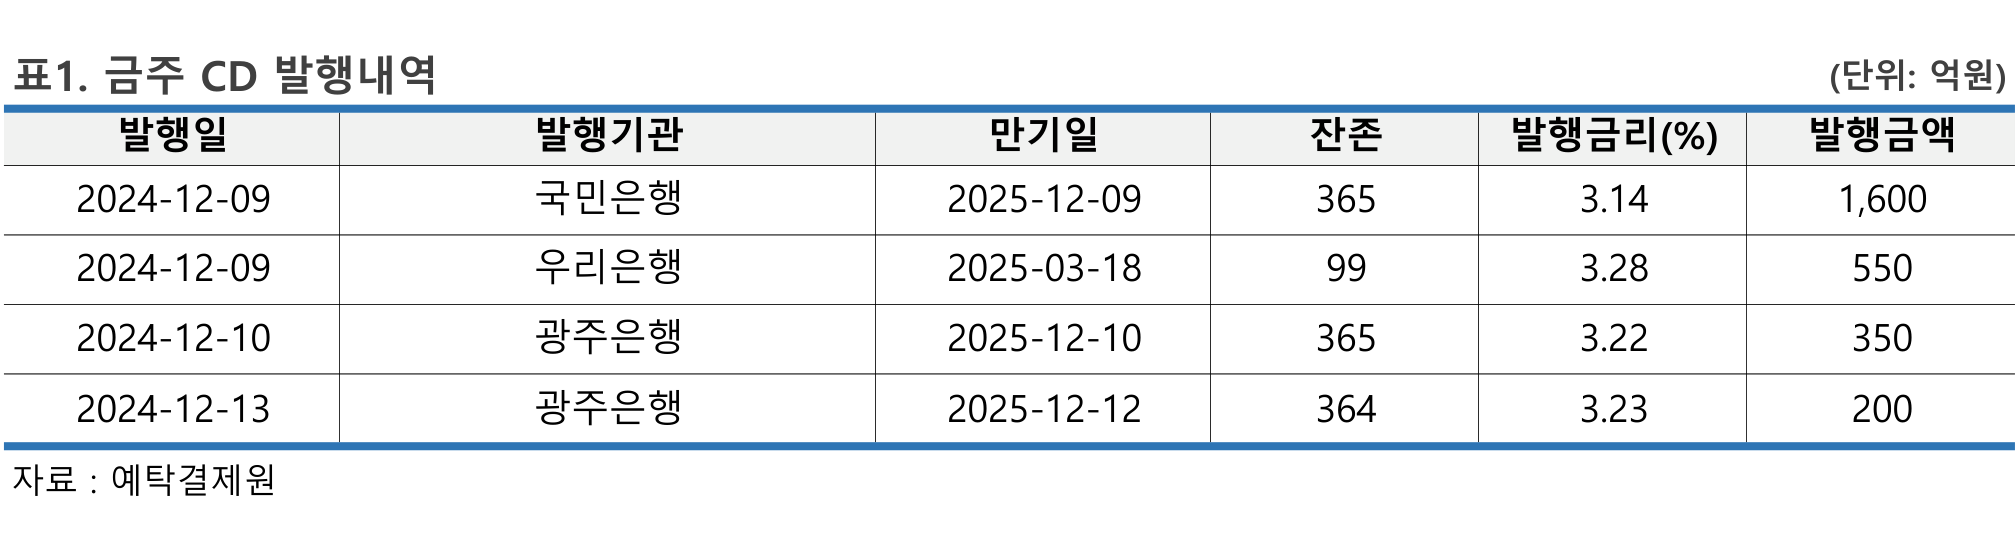 표1. 금주 CD 발행내역 (단위: 억원)
발행일 발행기관 만기일 잔존 발행금리(%) 발행금액
2024-12-09 국민은행 2025-12-09 365 3.14 1,600
2024-12-09 우리은행 2025-03-18 99 3.28 550
2024-12-10 광주은행 2025-12-10 365 3.22 350
2024-12-13 광주은행 2025-12-12 364 3.23 200
자료 : 예탁결제원